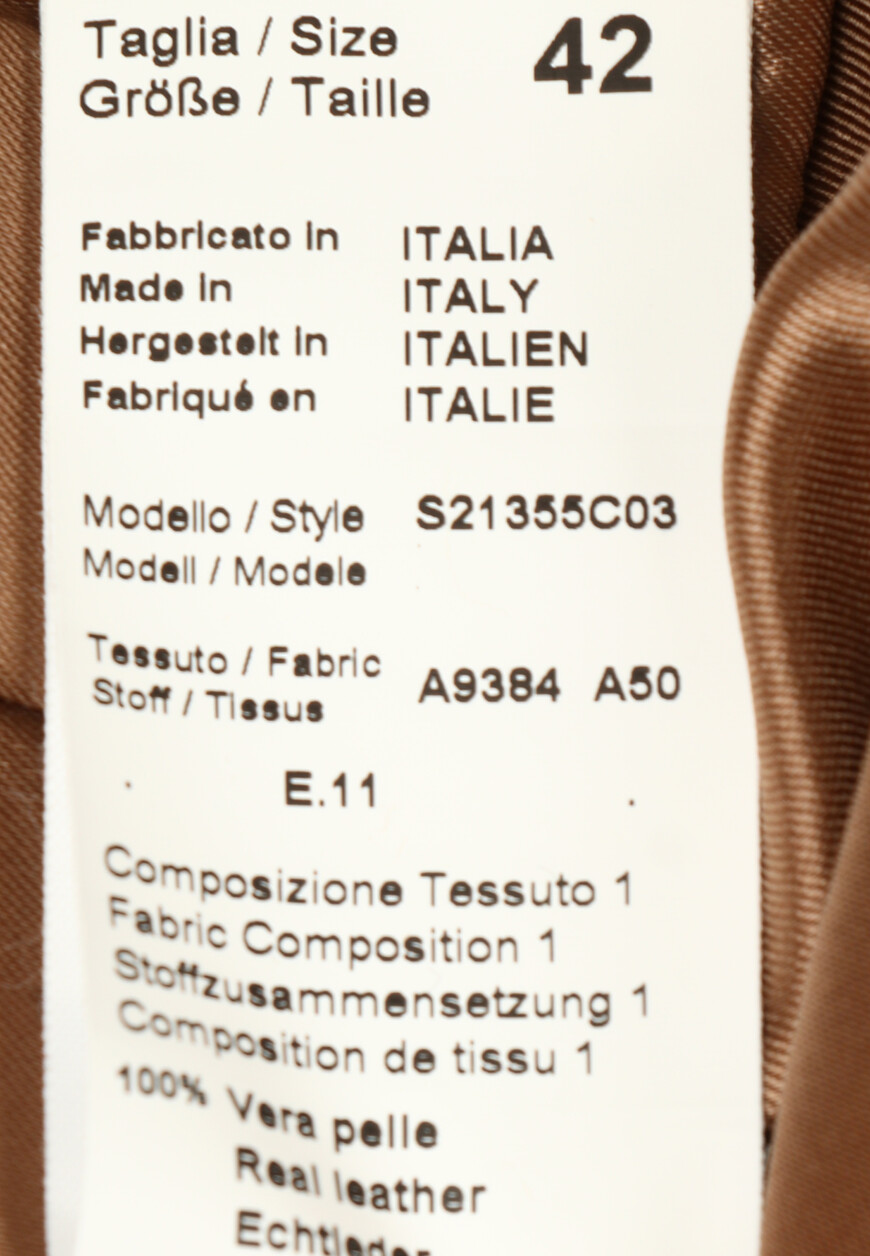 Taglia / Size 42
Größe / Taille
Fabbricato in ITALIA
Made in ITALY
Hergestelt in ITALIEN
Fabriqué en ITALIE
Modello / Style S21355C03
Modell / Modele
Tessuto / Fabric A9384 A50
Stoff / Tissus
E.11
Composizione Tessuto 1
Fabric Composition 1
Stoffzusammensetzung 1
Composition de tissu 1
100% Vera pelle
Real leather
Echtleder